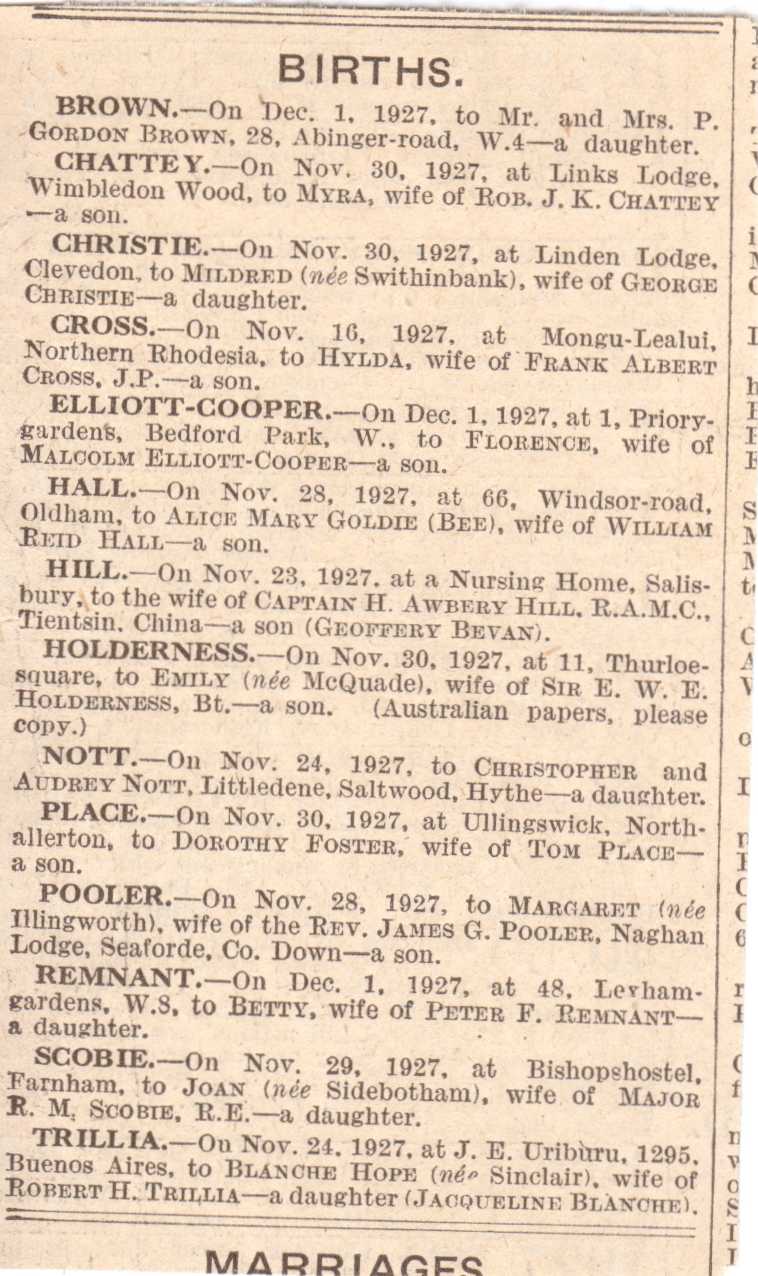 BIRTHS.
BROWN.—On Dec. 1, 1927, to Mr. and Mrs. P.
GORDON BROWN, 28, Abinger-road, W.4—a daughter.
CHATTEY.—On Nov. 30, 1927, at Links Lodge,
Wimbledon Wood, to MYRA, wife of ROB. J. K. CHATTEY
—a son.
CHRISTIE.—On Nov. 30, 1927, at Linden Lodge,
Clevedon, to MILDRED (née Swithinbank), wife of GEORGE
CHRISTIE—a daughter.
CROSS.—On Nov. 16, 1927, at Mongu-Lealui,
Northern Rhodesia, to HYLDA, wife of FRANK ALBERT
CROSS, J.P.—a son.
ELLIOTT-COOPER.—On Dec. 1, 1927, at 1, Priory-
gardens, Bedford Park, W., to FLORENCE, wife of
MALCOLM ELLIOTT-COOPER—a son.
HALL.—On Nov. 28, 1927, at 66, Windsor-road,
Oldham, to ALICE MARY GOLDIE (BEE), wife of WILLIAM
REID HALL—a son.
HILL.—On Nov. 23, 1927, at a Nursing Home, Salis-
bury, to the wife of CAPTAIN H. AWBERY HILL, R.A.M.C.,
Tientsin, China—a son (GEOFFERY BEVAN).
HOLDERNESS.—On Nov. 30, 1927, at 11, Thurloe-
square, to EMILY (née McQuade), wife of SIR E. W. E.
HOLDERNESS, Bt.—a son. (Australian papers, please
copy.)
NOTT.—On Nov. 24, 1927, to CHRISTOPHER and
AUDREY NOTT, Littledene, Saltwood, Hythe—a daughter.
PLACE.—On Nov. 30, 1927, at Ullingswick, North-
allerton, to DOROTHY FOSTER, wife of TOM PLACE—
a son.
POOLER.—On Nov. 28, 1927, to MARGARET (née
Illingworth), wife of the REV. JAMES G. POOLER, Naghan
Lodge, Seaforde, Co. Down—a son.
REMNANT.—On Dec. 1, 1927, at 48, Lexham-
gardens, W.8, to BETTY, wife of PETER F. REMNANT—
a daughter.
SCOBIE.—On Nov. 29, 1927, at Bishopshostel,
Farnham, to JOAN (née Sidebotham), wife of MAJOR
R. M. SCOBIE, R.E.—a daughter.
TRILLIA.—On Nov. 24, 1927, at J. E. Uriburu, 1295,
Buenos Aires, to BLANCHE HOPE (née Sinclair), wife of
ROBERT H. TRILLIA—a daughter (JACQUELINE BLANCHE).
MARRIAGES